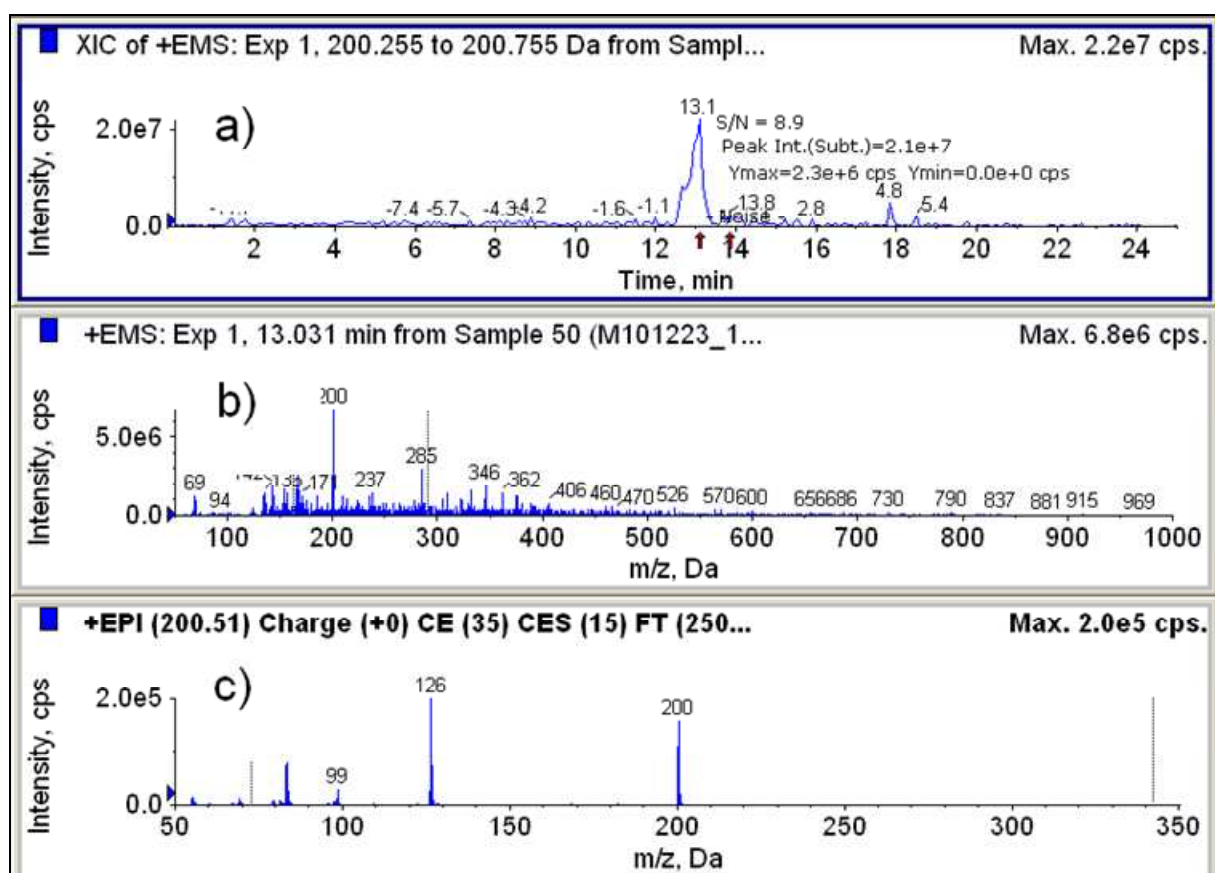 XIC of +EMS: Exp 1, 200.255 to 200.755 Da from Sampl... Max. 2.2e7 cps.
a)
Intensity, cps
2.0e7
0.0
13.1
S/N = 8.9
Peak Int.(Subt.)=2.1e+7
Ymax=2.3e+6 cps Ymin=0.0e+0 cps
-7.4 -5.7 -4.3 -4.2 -1.6 -1.1 Noise 13.8 2.8 4.8 5.4
2 4 6 8 10 12 14 16 18 20 22 24
Time, min
+EMS: Exp 1, 13.031 min from Sample 50 (M101223_1... Max. 6.8e6 cps.
b)
Intensity, cps
5.0e6
0.0
69 94 200 237 285 346 362 406 460 470 526 570 600 656 686 730 790 837 881 915 969
100 200 300 400 500 600 700 800 900 1000
m/z, Da
+EPI (200.51) Charge (+0) CE (35) CES (15) FT (250... Max. 2.0e5 cps.
c)
Intensity, cps
2.0e5
0.0
99 126 200
50 100 150 200 250 300 350
m/z, Da